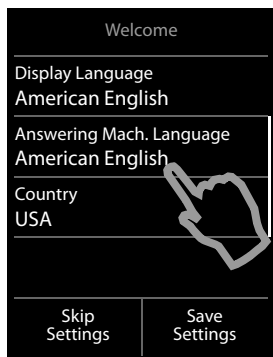 Welcome
Display Language
American English
Answering Mach. Language
American English
Country
USA
Skip
Settings
Save
Settings